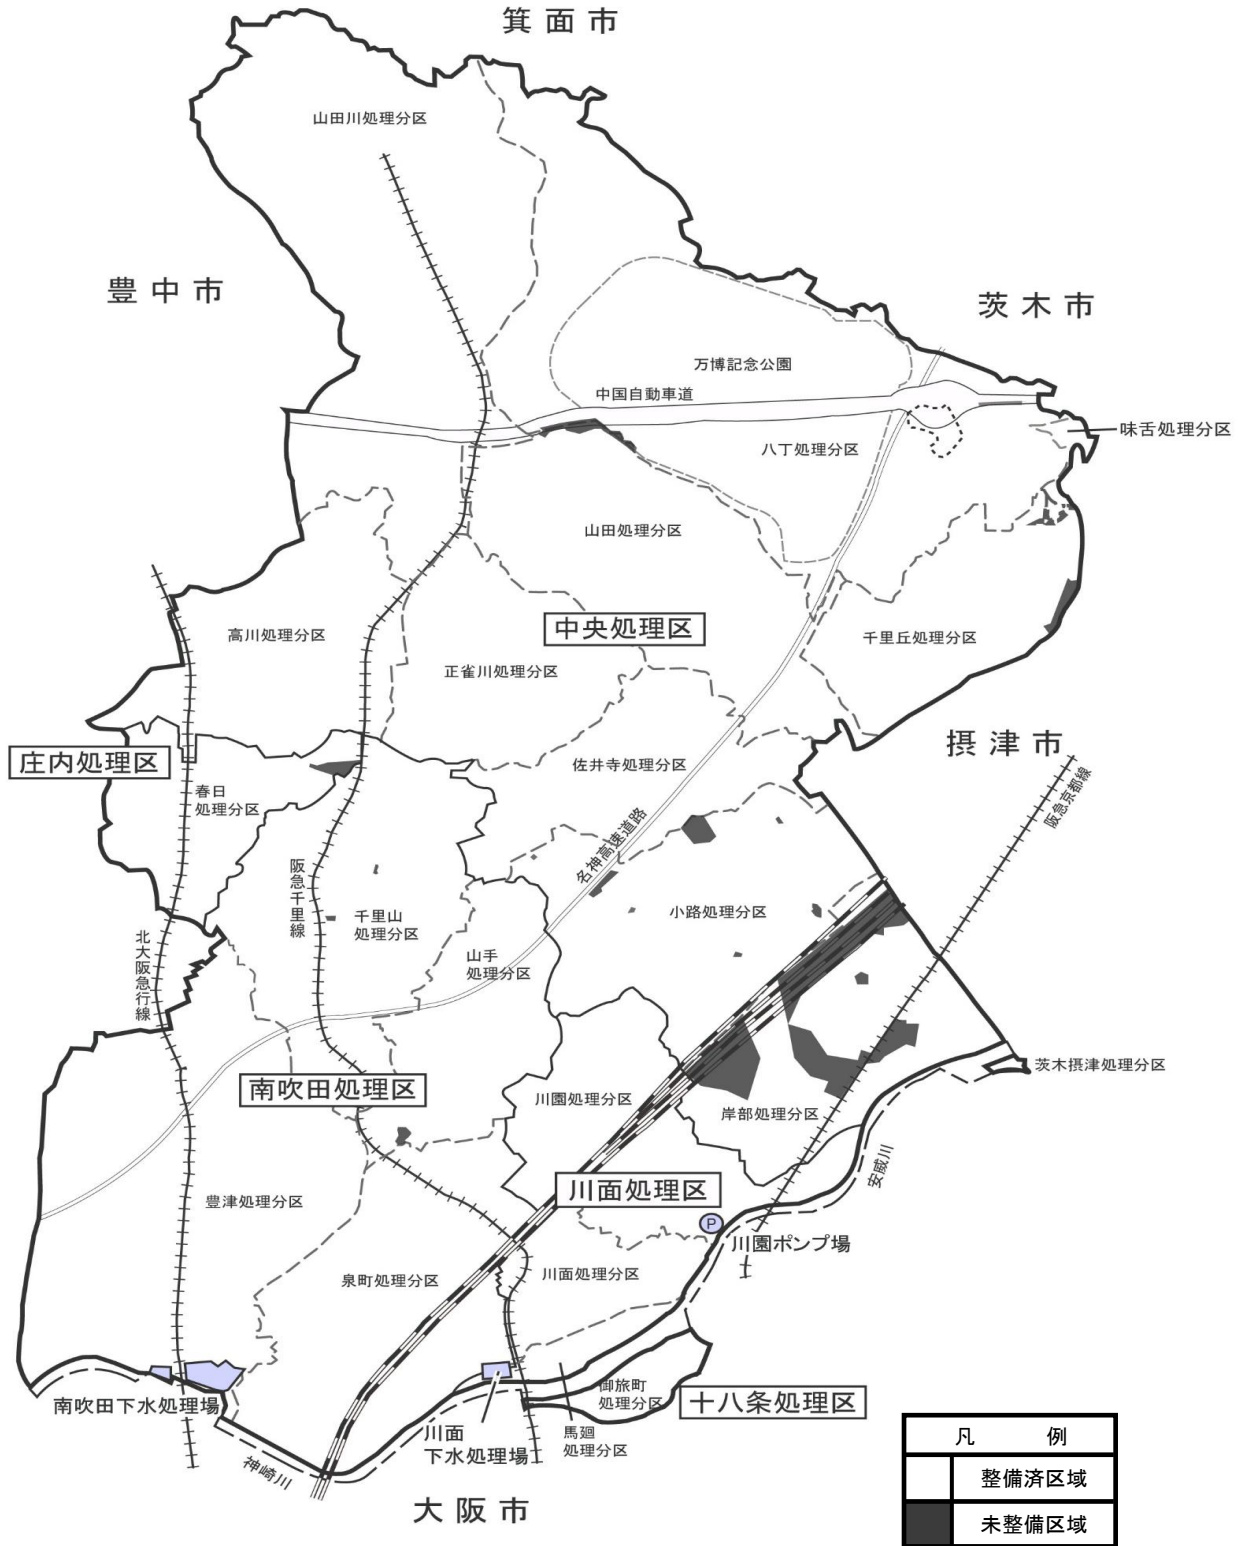 箕面市
山田川処理分区
豊中市
茨木市
万博記念公園
中国自動車道
味舌処理分区
八丁処理分区
山田処理分区
中央処理区
高川処理分区
千里丘処理分区
正雀川処理分区
摂津市
庄内処理区
佐井寺処理分区
阪急京都線
春日
処理分区
名神高速道路
阪急千里線
千里山
処理分区
小路処理分区
北大阪急行線
山手
処理分区
茨木摂津処理分区
南吹田処理区
川園処理分区
岸部処理分区
安威川
川面処理区
豊津処理分区
P
川園ポンプ場
泉町処理分区
川面処理分区
御旅町
処理分区
十八条処理区
南吹田下水処理場
川面
下水処理場
馬廻
処理分区
神崎川
大阪市
凡 例
整備済区域
未整備区域